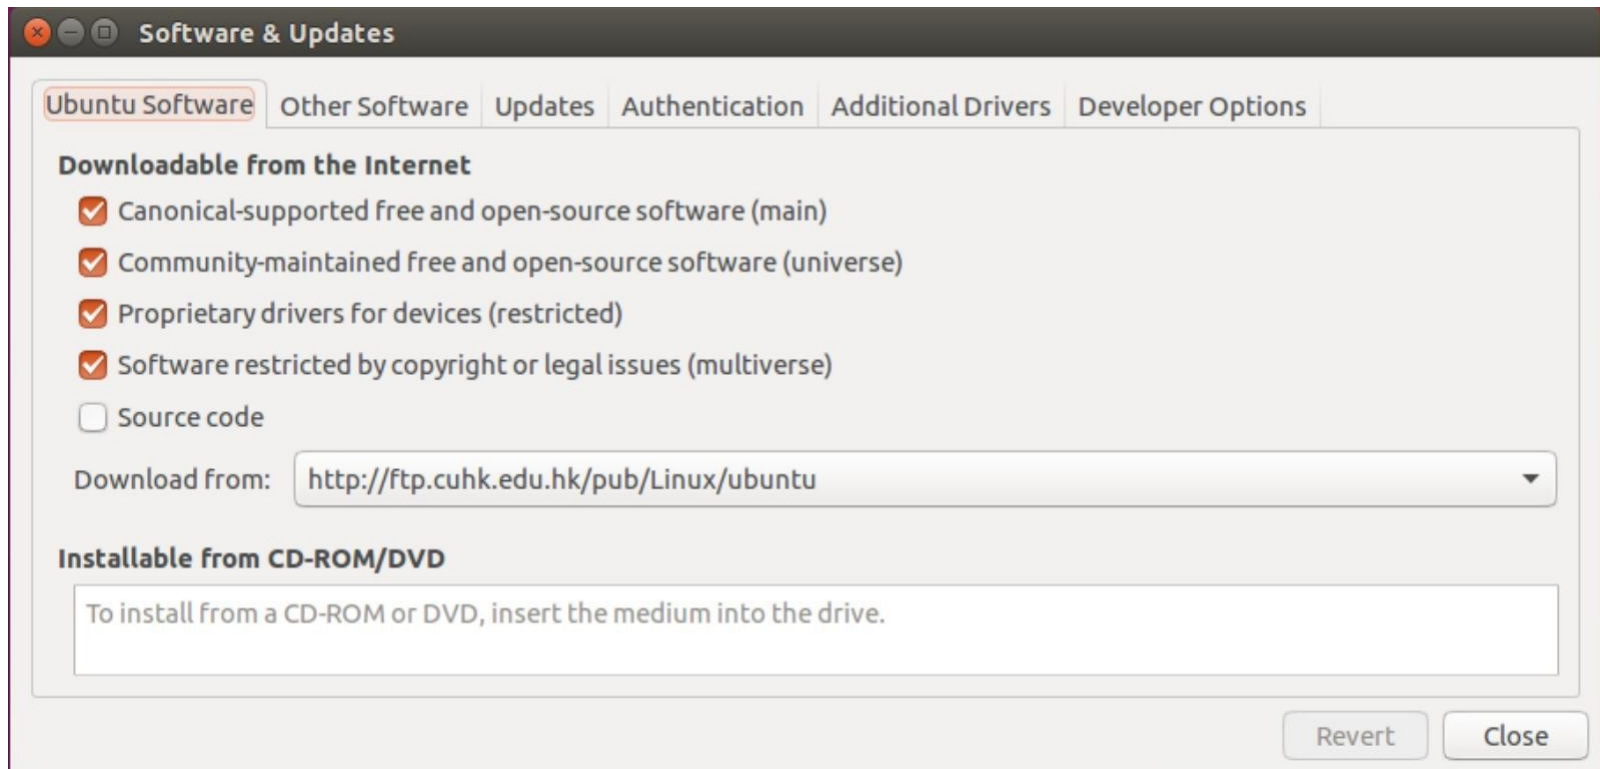 Software & Updates
Ubuntu Software Other Software Updates Authentication Additional Drivers Developer Options
Downloadable from the Internet
Canonical-supported free and open-source software (main)
Community-maintained free and open-source software (universe)
Proprietary drivers for devices (restricted)
Software restricted by copyright or legal issues (multiverse)
Source code
Download from: http://ftp.cuhk.edu.hk/pub/Linux/ubuntu
Installable from CD-ROM/DVD
To install from a CD-ROM or DVD, insert the medium into the drive.
Revert Close